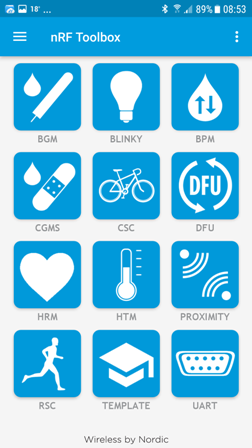 18° ... 89% 08:53
nRF Toolbox
BGM BLINKY BPM
DFU
CGMS CSC DFU
HRM HTM PROXIMITY
RSC TEMPLATE UART
Wireless by Nordic